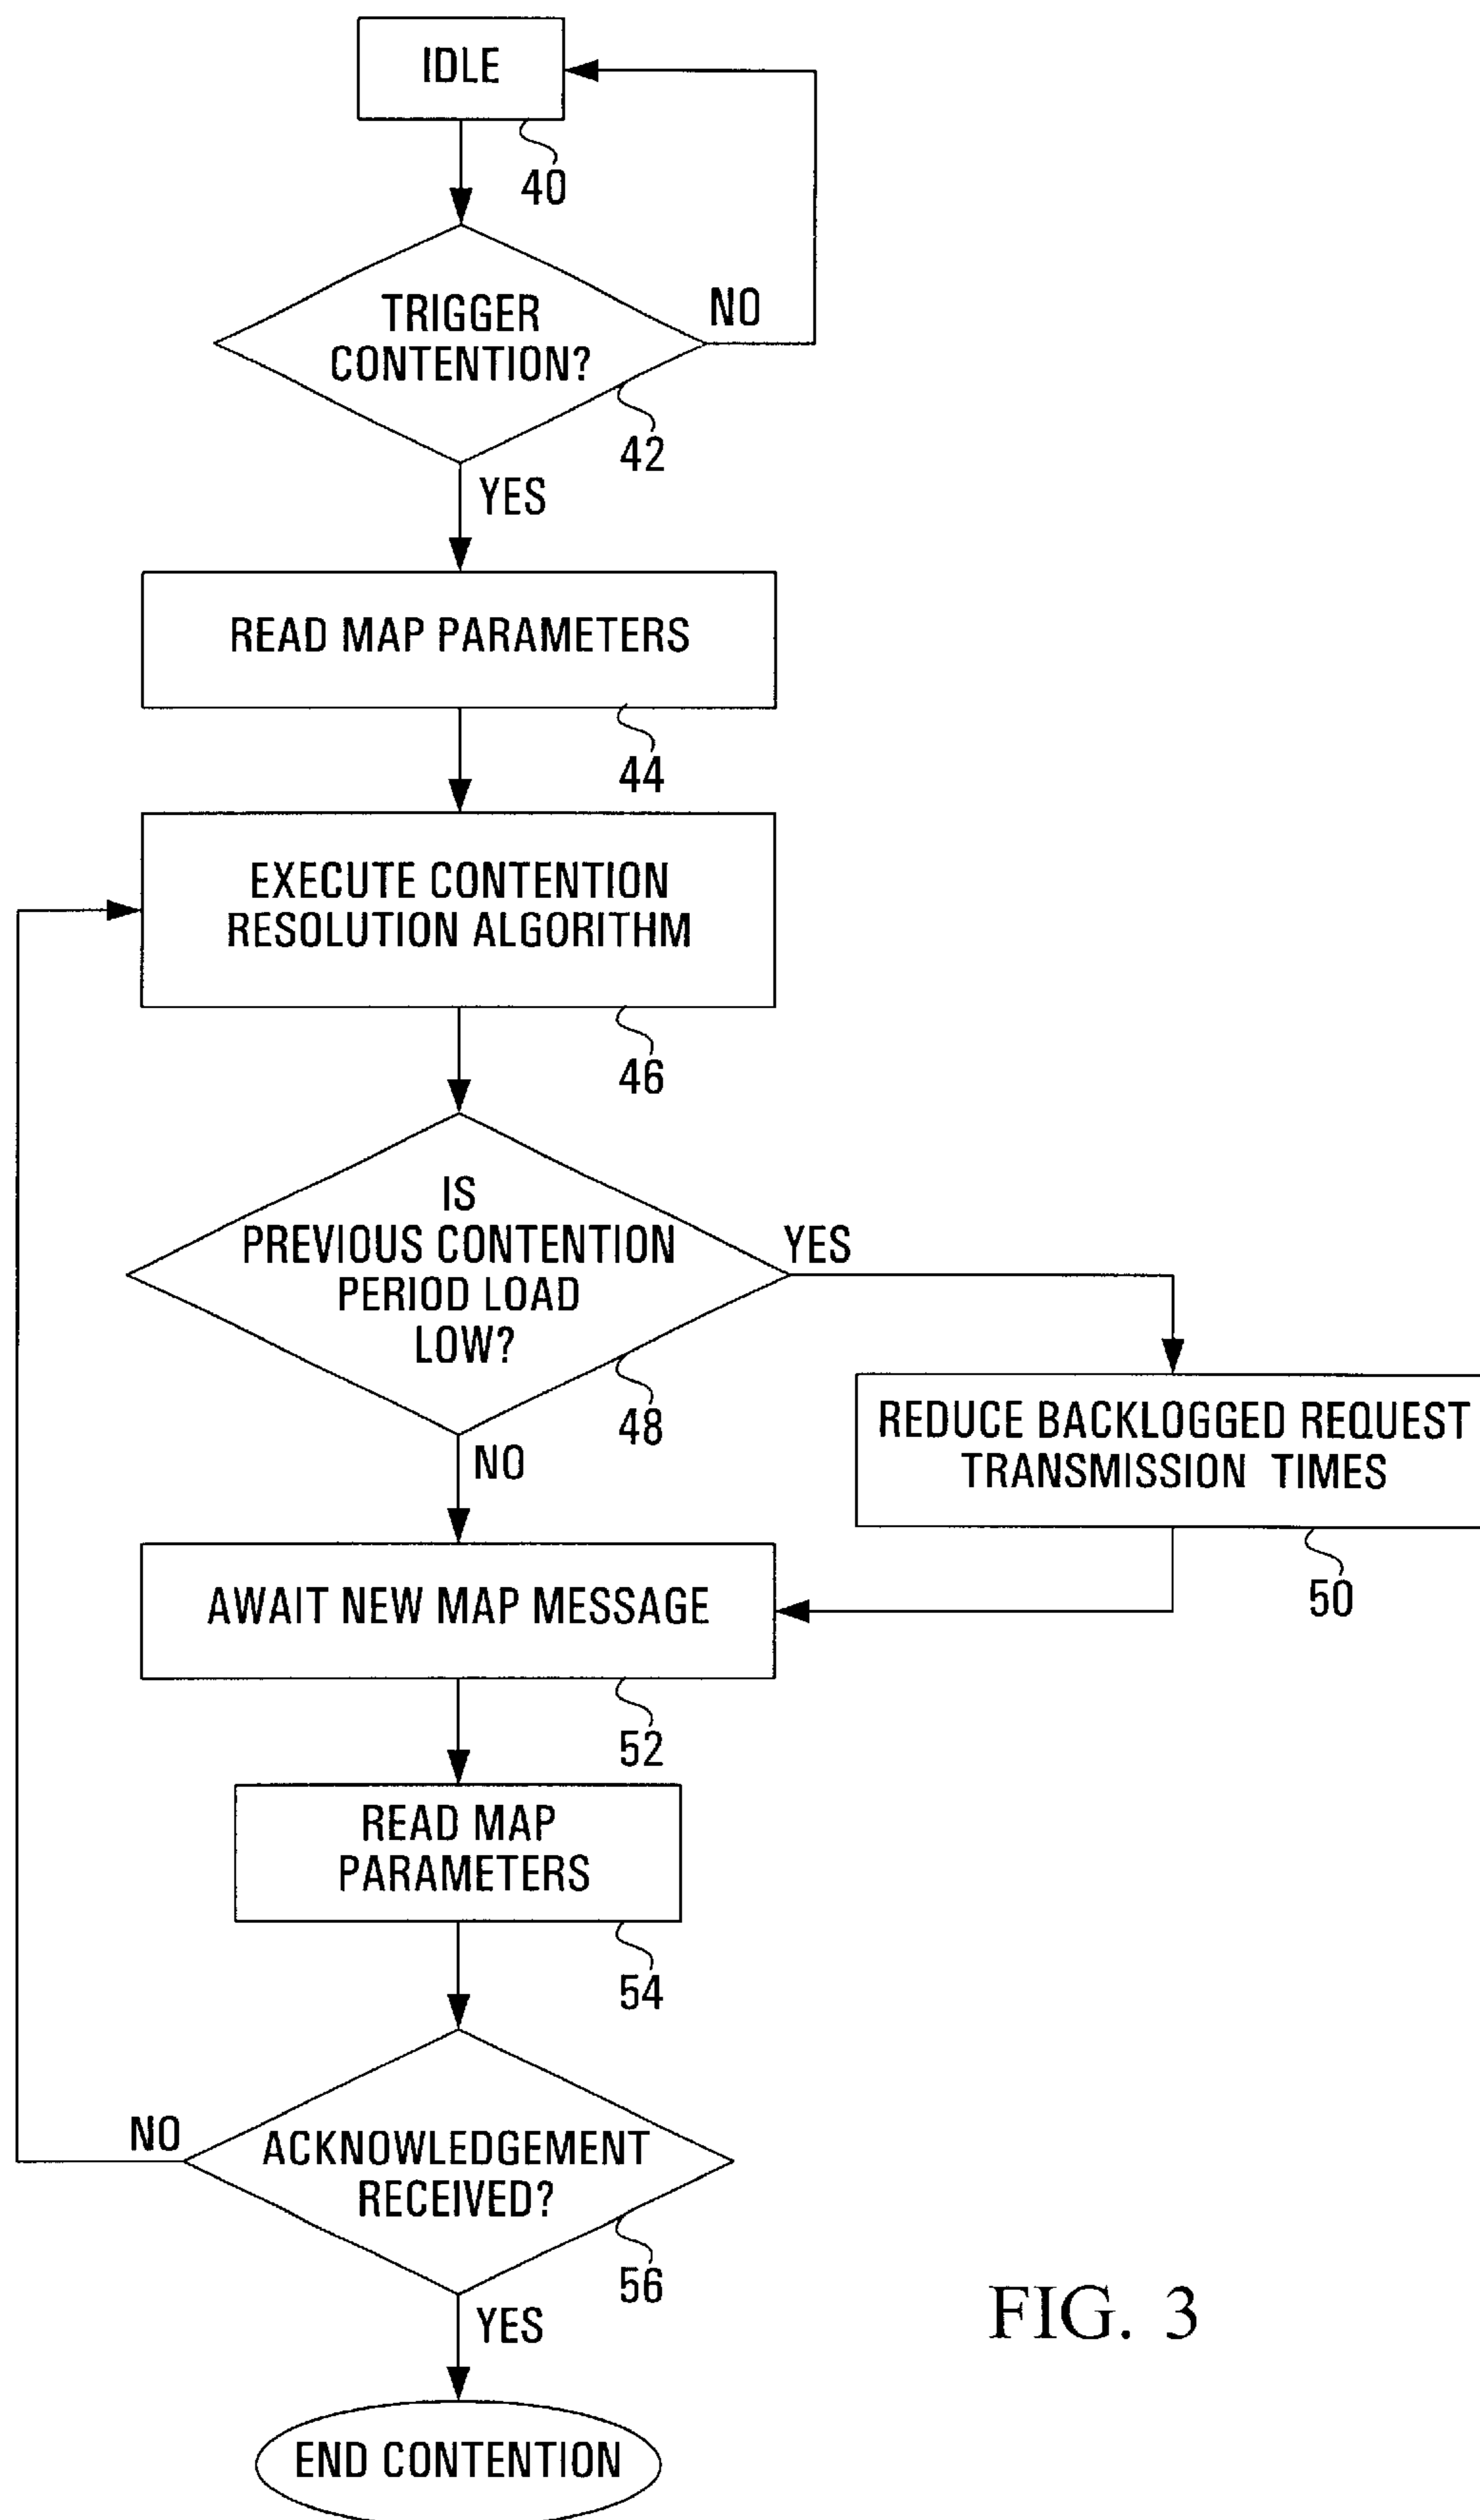 IDLE
40
TRIGGER
CONTENTION?
NO
42
YES
READ MAP PARAMETERS
44
EXECUTE CONTENTION
RESOLUTION ALGORITHM
46
IS
PREVIOUS CONTENTION
PERIOD LOAD
LOW?
YES
48
NO
REDUCE BACKLOGGED REQUEST
TRANSMISSION TIMES
50
AWAIT NEW MAP MESSAGE
52
READ MAP
PARAMETERS
54
NO
ACKNOWLEDGEMENT
RECEIVED?
56
YES
END CONTENTION
FIG. 3